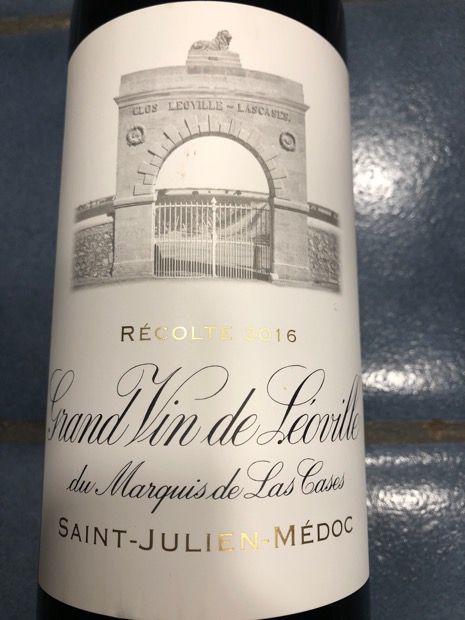 CLOS LEOVILLE-LASCASES.
RÉCOLTE 2016
Grand Vin de Léoville
du Marquis de Las Cases
SAINT-JULIEN-MÉDOC